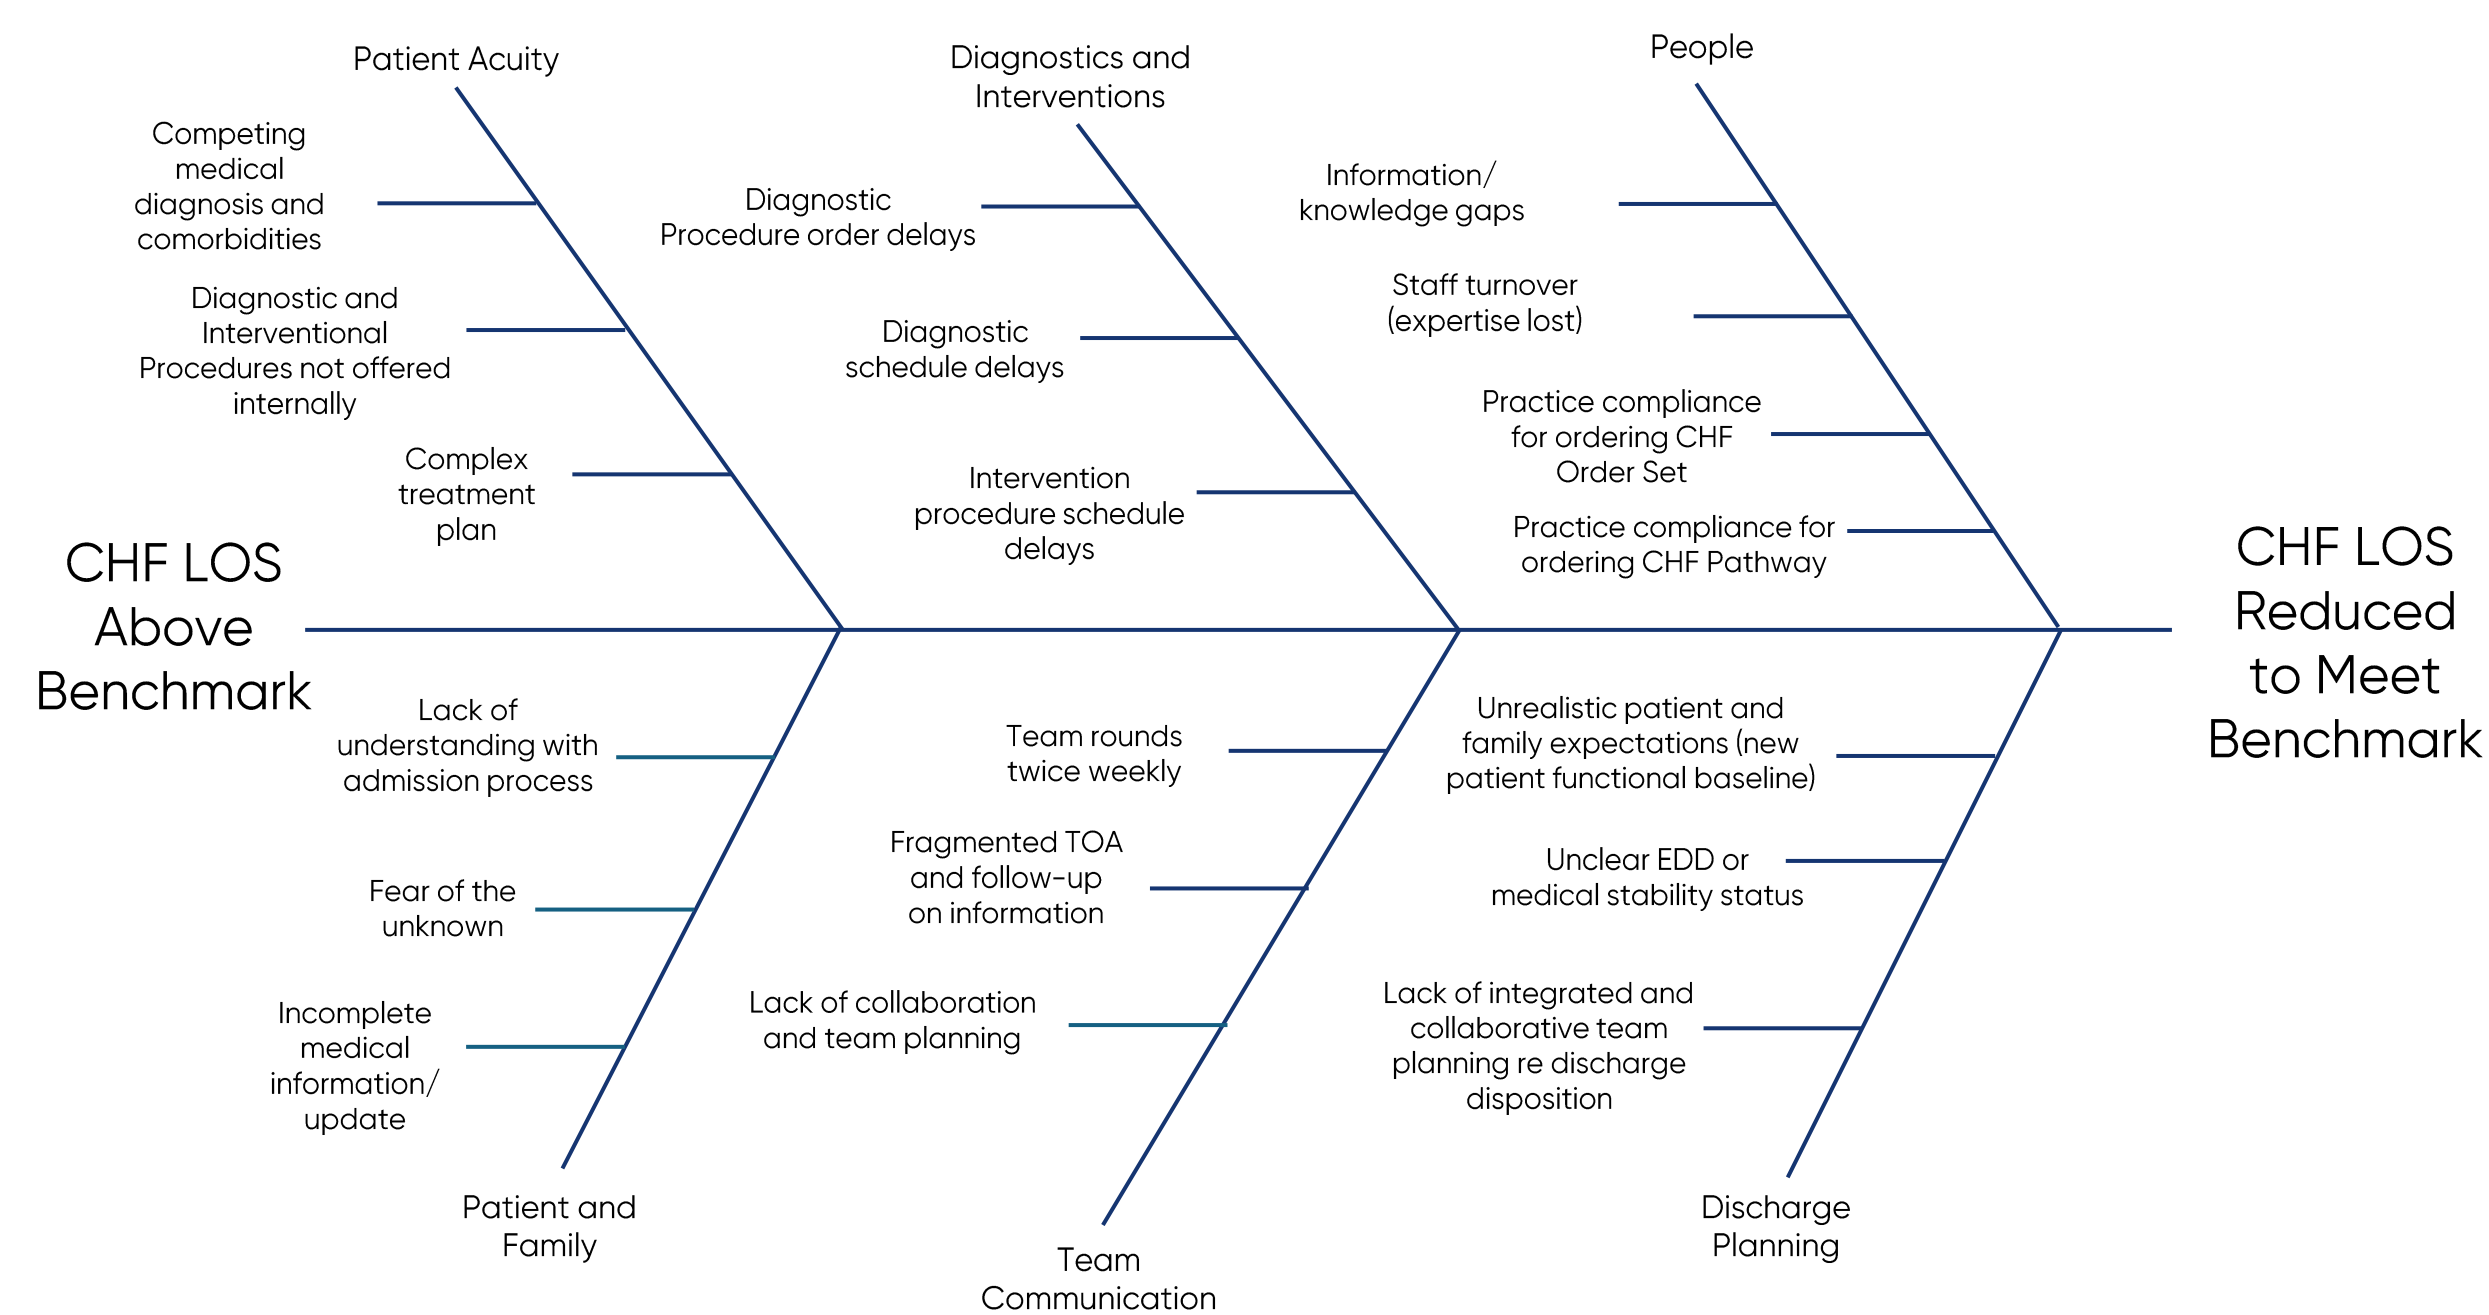 Patient Acuity
Competing
medical
diagnosis and
comorbidities
Diagnostic and
Interventional
Procedures not offered
internally
Complex
treatment
plan
Diagnostics and
Interventions
Diagnostic
Procedure order delays
Diagnostic
schedule delays
Intervention
procedure schedule
delays
People
Information/
knowledge gaps
Staff turnover
(expertise lost)
Practice compliance
for ordering CHF
Order Set
Practice compliance for
ordering CHF Pathway
CHF LOS
Above
Benchmark
CHF LOS
Reduced
to Meet
Benchmark
Lack of
understanding with
admission process
Fear of the
unknown
Incomplete
medical
information/
update
Patient and
Family
Team rounds
twice weekly
Fragmented TOA
and follow-up
on information
Lack of collaboration
and team planning
Team
Communication
Unrealistic patient and
family expectations (new
patient functional baseline)
Unclear EDD or
medical stability status
Lack of integrated and
collaborative team
planning re discharge
disposition
Discharge
Planning